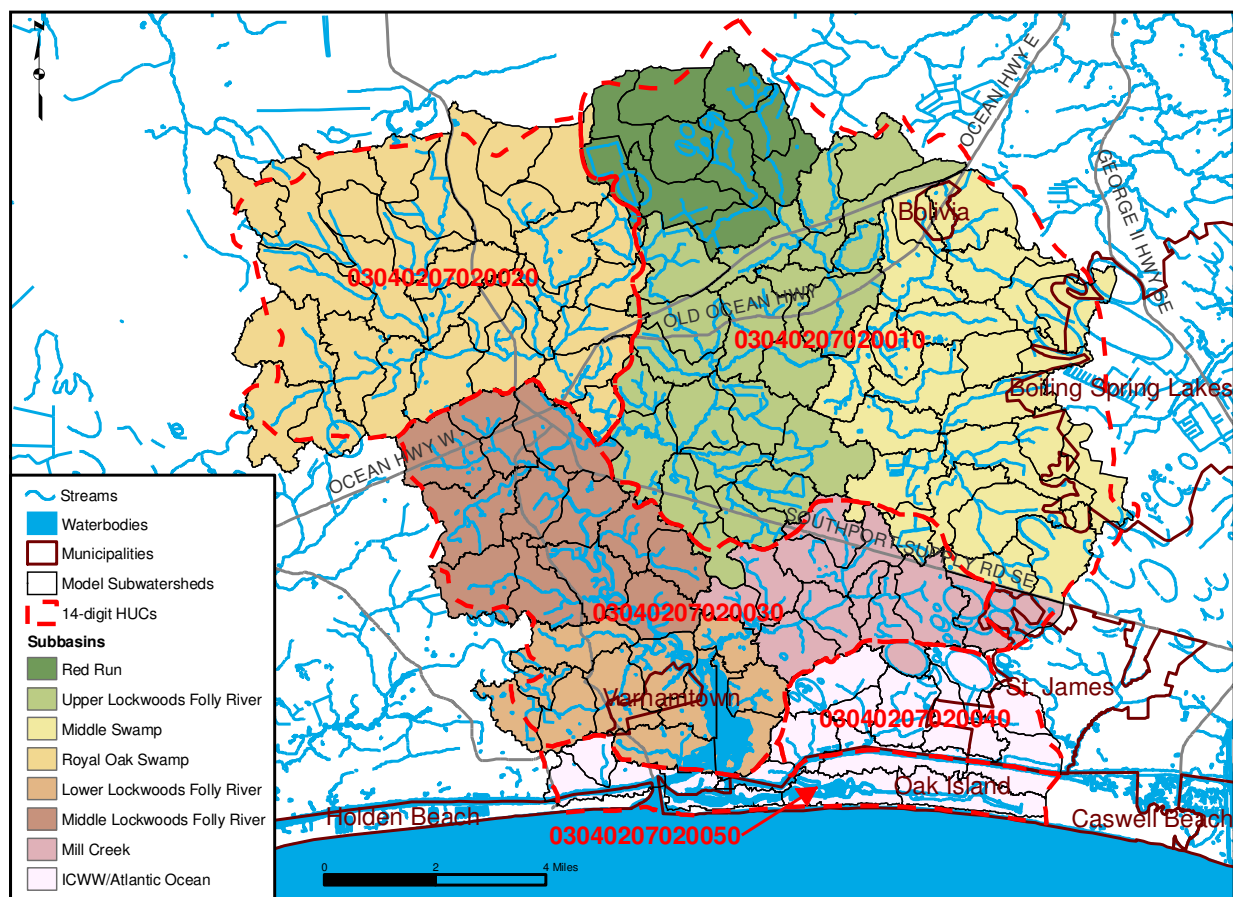 OCEAN HWY E
GEORGE II HWY SE
Bolivia
03040207020020
OLD OCEAN HWY
03040207020010
Boiling Spring Lakes
OCEAN HWY W
SOUTHPORT-SUPPLY RD SE
03040207020030
Varnamtown
St. James
03040207020040
Oak Island
Holden Beach
Caswell Beach
03040207020050
0 2 4 Miles
Streams
Waterbodies
Municipalities
Model Subwatersheds
14-digit HUCs
Subbasins
Red Run
Upper Lockwoods Folly River
Middle Swamp
Royal Oak Swamp
Lower Lockwoods Folly River
Middle Lockwoods Folly River
Mill Creek
ICWW/Atlantic Ocean